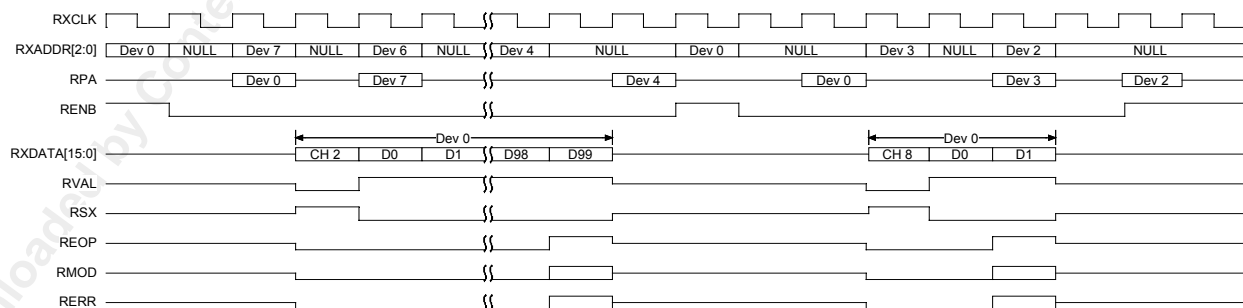 RXCLK
RXADDR[2:0] Dev 0 NULL Dev 7 NULL Dev 6 NULL Dev 4 NULL Dev 0 NULL Dev 3 NULL Dev 2 NULL
RPA Dev 0 Dev 7 Dev 4 Dev 0 Dev 3 Dev 2
RENB
Dev 0 Dev 0
RXDATA[15:0] CH 2 D0 D1 D98 D99 CH 8 D0 D1
RVAL
RSX
REOP
RMOD
RERR